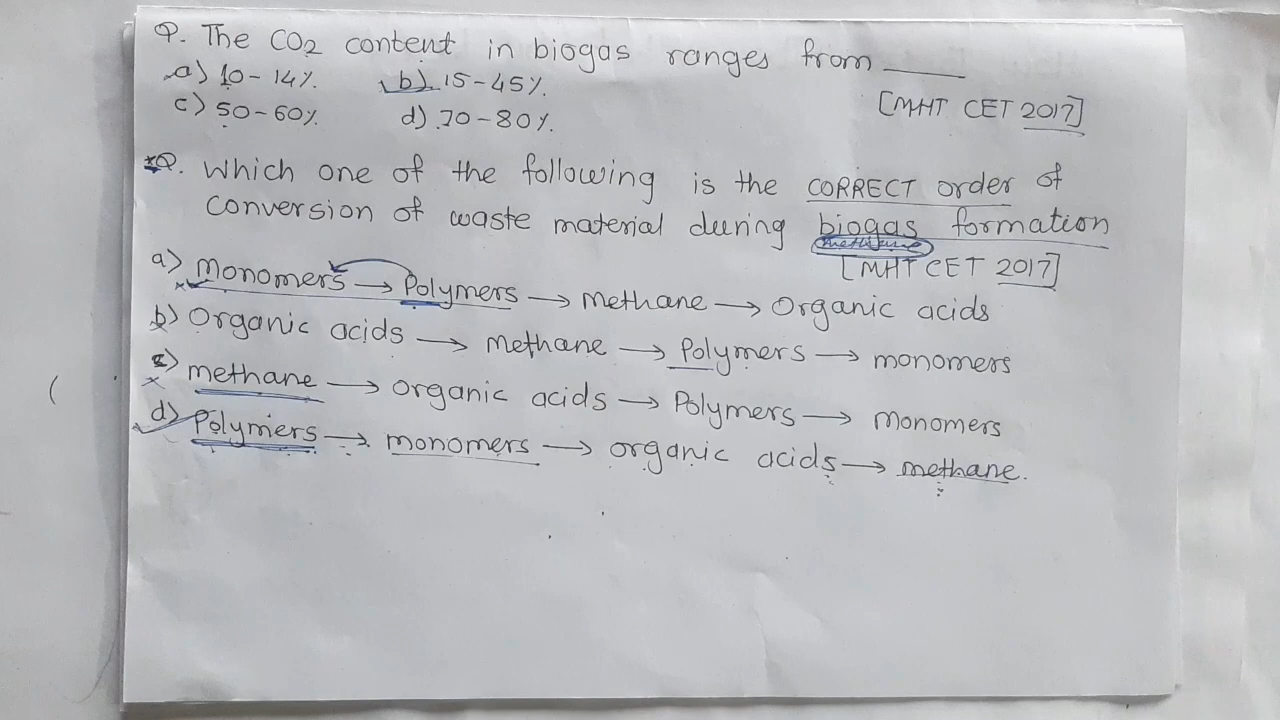 Q. The CO2 content in biogas ranges from ____
a) 10-14%. b) 15-45%.
c) 50-60%. d) 70-80%.
[MHT CET 2017]
*Q. Which one of the following is the CORRECT order of
conversion of waste material during biogas formation
methane
[MHT CET 2017]
a) monomers → Polymers → methane → Organic acids
b) Organic acids → methane → Polymers → monomers
c) methane → organic acids → Polymers → monomers
d) Polymers → monomers → organic acids → methane.